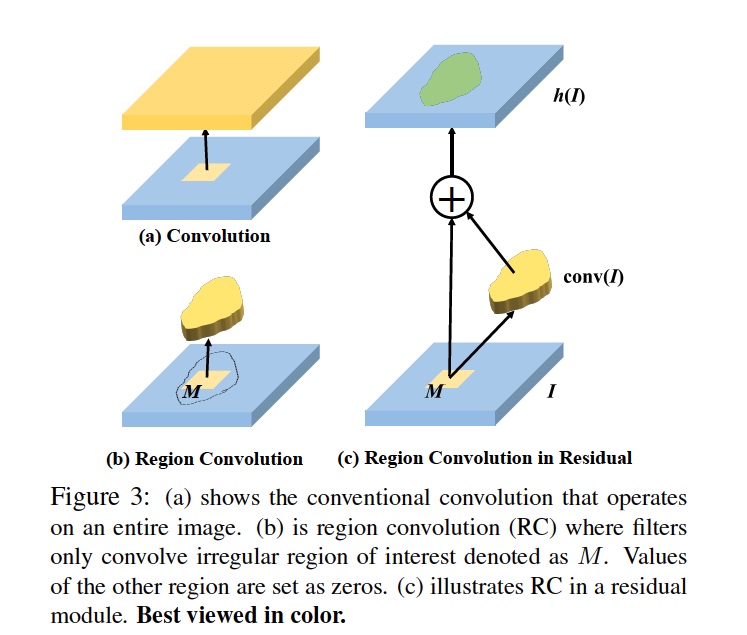 h(I)
(a) Convolution
conv(I)
M
M
I
(b) Region Convolution
(c) Region Convolution in Residual
Figure 3: (a) shows the conventional convolution that operates
on an entire image. (b) is region convolution (RC) where filters
only convolve irregular region of interest denoted as M. Values
of the other region are set as zeros. (c) illustrates RC in a residual
module. Best viewed in color.